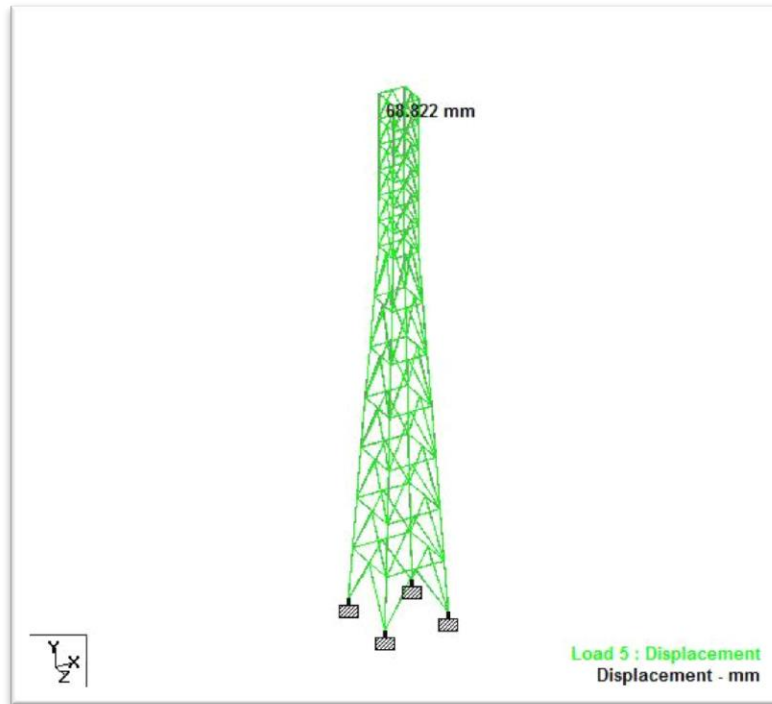 68.822 mm
Y
X
Z
Load 5 : Displacement
Displacement - mm